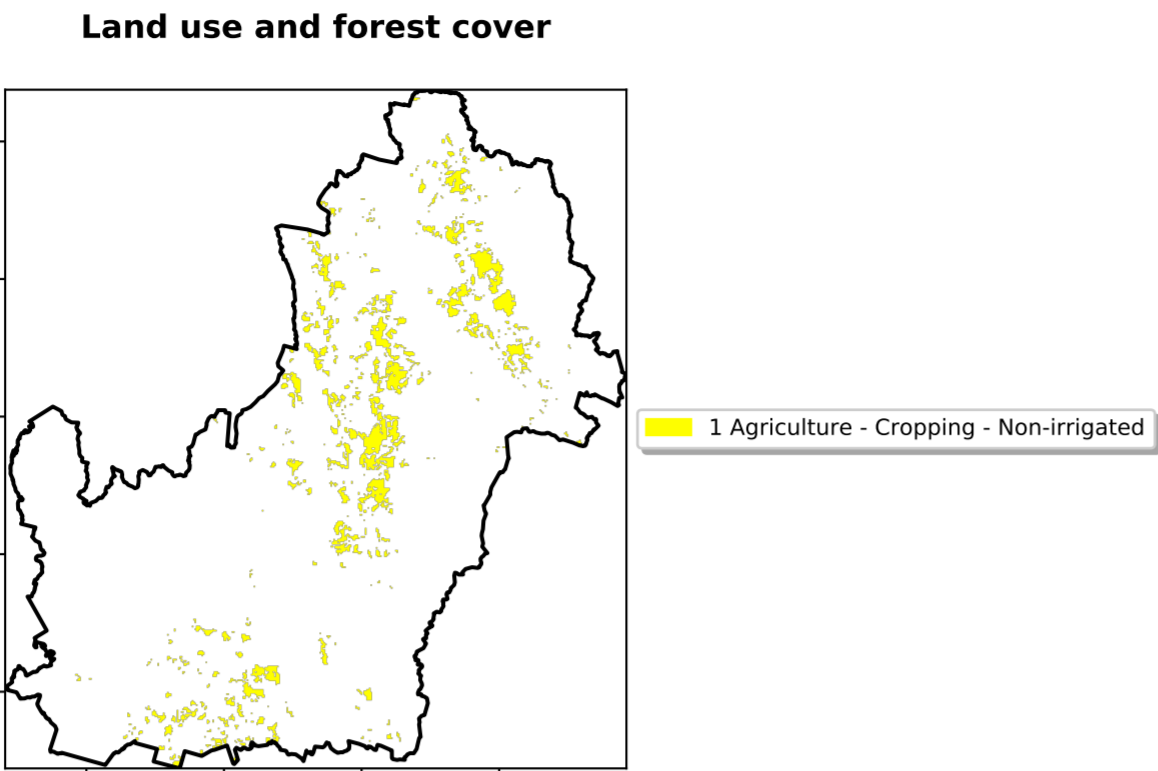 Land use and forest cover
1 Agriculture - Cropping - Non-irrigated